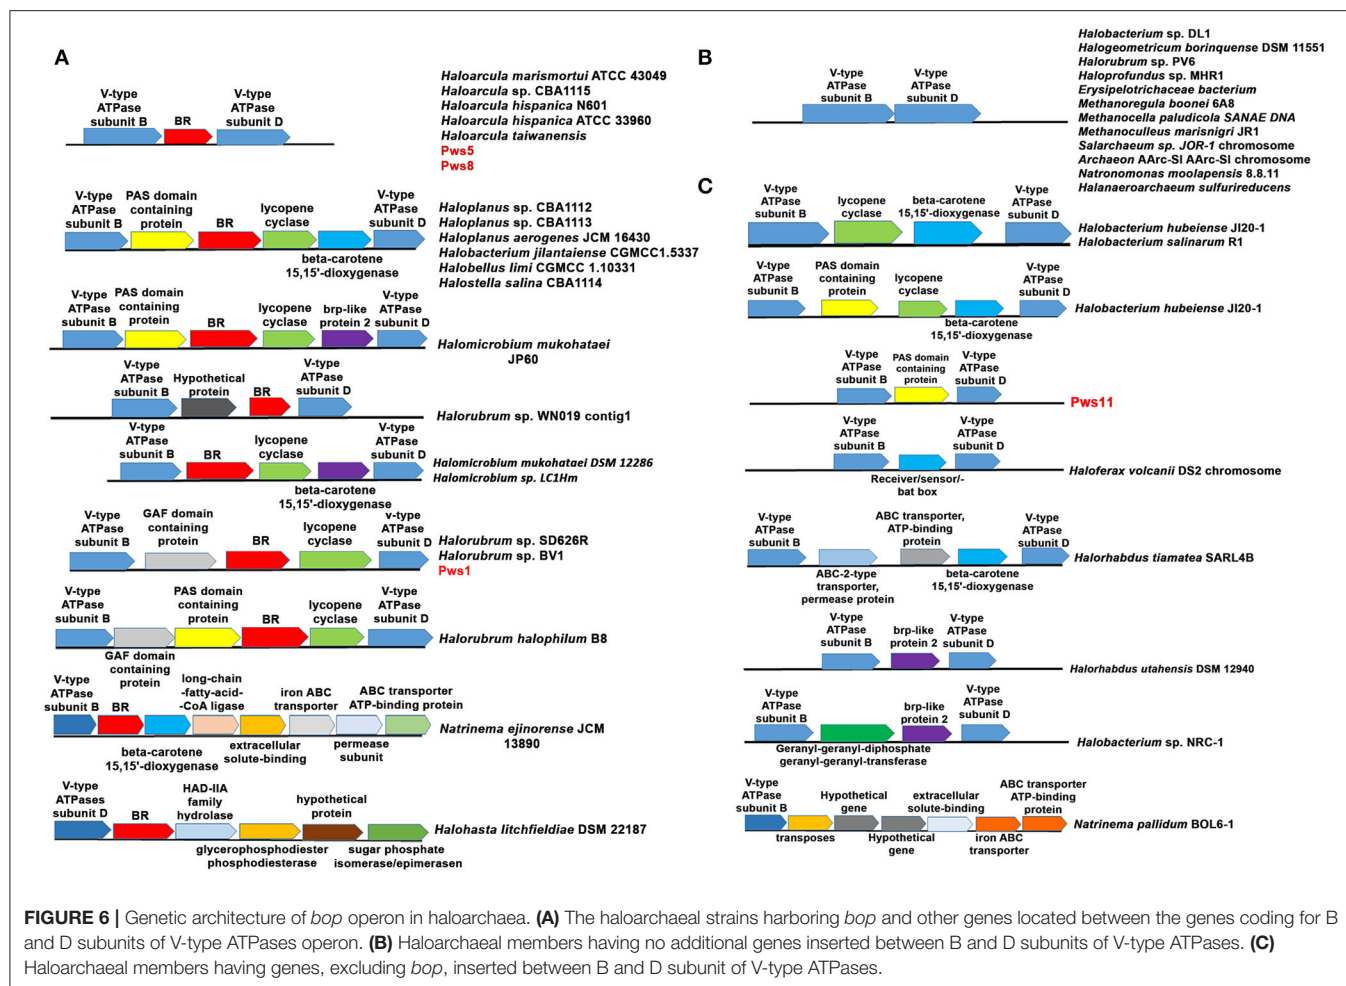 A
V-type
ATPase
subunit B
BR
V-type
ATPase
subunit D
Haloarcula marismortui ATCC 43049
Haloarcula sp. CBA1115
Haloarcula hispanica N601
Haloarcula hispanica ATCC 33960
Haloarcula taiwanensis
Pws5
Pws8
V-type
ATPase
subunit B
PAS domain
containing
protein
BR
lycopene
cyclase
V-type
ATPase
subunit D
beta-carotene
15,15'-dioxygenase
Haloplanus sp. CBA1112
Haloplanus sp. CBA1113
Haloplanus aerogenes JCM 16430
Halobacterium jilantaiense CGMCC1.5337
Halobellus limi CGMCC 1.10331
Halostella salina CBA1114
V-type
ATPase
subunit B
PAS domain
containing
protein
BR
lycopene
cyclase
brp-like
protein 2
V-type
ATPase
subunit D
Halomicrobium mukohataei
JP60
V-type
ATPase
subunit B
Hypothetical
protein
BR
V-type
ATPase
subunit D
Halorubrum sp. WN019 contig1
V-type
ATPase
subunit B
BR
lycopene
cyclase
V-type
ATPase
subunit D
beta-carotene
15,15'-dioxygenase
Halomicrobium mukohataei DSM 12286
Halomicrobium sp. LC1Hm
V-type
ATPase
subunit B
GAF domain
containing
protein
BR
lycopene
cyclase
v-type
ATPase
subunit D
Halorubrum sp. SD626R
Halorubrum sp. BV1
Pws1
V-type
ATPase
subunit B
PAS domain
containing
protein
BR
lycopene
cyclase
V-type
ATPase
subunit D
GAF domain
containing
protein
Halorubrum halophilum B8
V-type
ATPase
subunit B
BR
long-chain
-fatty-acid-
-CoA ligase
iron ABC
transporter
ABC transporter
ATP-binding protein
beta-carotene
15,15'-dioxygenase
extracellular
solute-binding
permease
subunit
Natrinema ejinorense JCM
13890
V-type
ATPases
subunit D
BR
HAD-IIA
family
hydrolase
hypothetical
protein
glycerophosphodiester
phosphodiesterase
sugar phosphate
isomerase/epimerasen
Halohasta litchfieldiae DSM 22187
B
V-type
ATPase
subunit B
V-type
ATPase
subunit D
Halobacterium sp. DL1
Halogeometricum borinquense DSM 11551
Halorubrum sp. PV6
Haloprofundus sp. MHR1
Erysipelotrichaceae bacterium
Methanoregula boonei 6A8
Methanocella paludicola SANAE DNA
Methanoculleus marisnigri JR1
Salarchaeum sp. JOR-1 chromosome
Archaeon AArc-Sl AArc-Sl chromosome
Natronomonas moolapensis 8.8.11
Halanaeroarchaeum sulfurireducens
C
V-type
ATPase
subunit B
lycopene
cyclase
beta-carotene
15,15'-dioxygenase
V-type
ATPase
subunit D
Halobacterium hubeiense JI20-1
Halobacterium salinarum R1
V-type
ATPase
subunit B
PAS domain
containing
protein
lycopene
cyclase
V-type
ATPase
subunit D
beta-carotene
15,15'-dioxygenase
Halobacterium hubeiense JI20-1
V-type
ATPase
subunit B
PAS domain
containing
protein
V-type
ATPase
subunit D
Pws11
V-type
ATPase
subunit B
V-type
ATPase
subunit D
Receiver/sensor/-
bat box
Haloferax volcanii DS2 chromosome
V-type
ATPase
subunit B
ABC transporter,
ATP-binding
protein
V-type
ATPase
subunit D
ABC-2-type
transporter,
permease protein
beta-carotene
15,15'-dioxygenase
Halorhabdus tiamatea SARL4B
V-type
ATPase
subunit B
brp-like
protein 2
V-type
ATPase
subunit D
Halorhabdus utahensis DSM 12940
V-type
ATPase
subunit B
brp-like
protein 2
V-type
ATPase
subunit D
Geranyl-geranyl-diphosphate
geranyl-geranyl-transferase
Halobacterium sp. NRC-1
V-type
ATPase
subunit B
Hypothetical
gene
extracellular
solute-binding
ABC transporter
ATP-binding
protein
transposes
Hypothetical
gene
iron ABC
transporter
Natrinema pallidum BOL6-1
FIGURE 6 | Genetic architecture of bop operon in haloarchaea. (A) The haloarchaeal strains harboring bop and other genes located between the genes coding for B
and D subunits of V-type ATPases operon. (B) Haloarchaeal members having no additional genes inserted between B and D subunits of V-type ATPases. (C)
Haloarchaeal members having genes, excluding bop, inserted between B and D subunit of V-type ATPases.